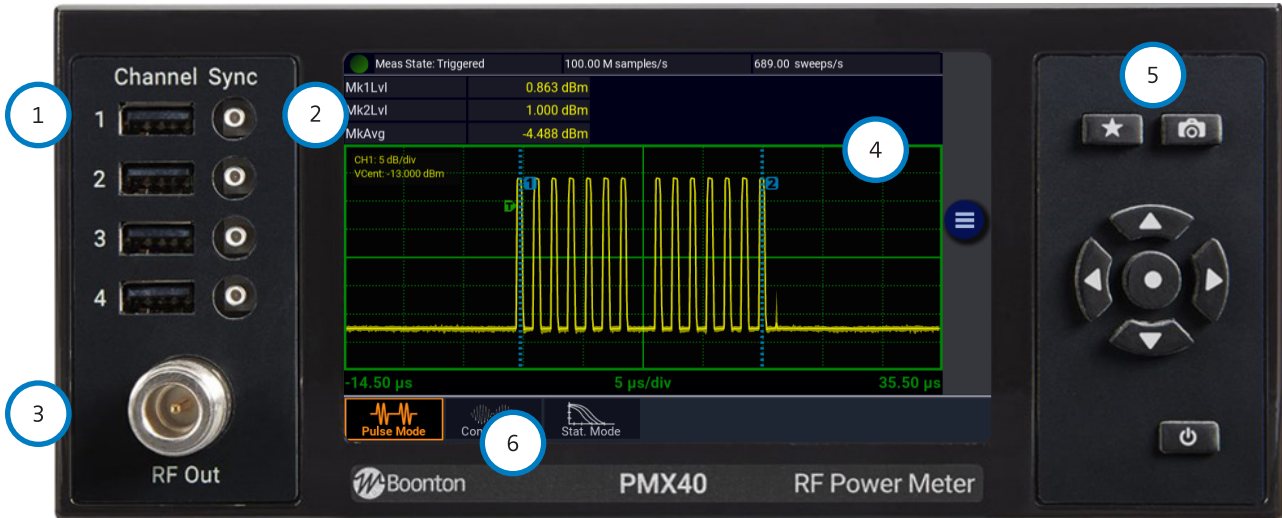 Channel Sync
1
2
3
4
RF Out
1
2
3
4
5
6
Meas State: Triggered 100.00 M samples/s 689.00 sweeps/s
Mk1Lvl 0.863 dBm
Mk2Lvl 1.000 dBm
MkAvg -4.488 dBm
CH1: 5 dB/div
VCent: -13.000 dBm
1 2
T
-14.50 µs 5 µs/div 35.50 µs
Pulse Mode Stat. Mode
Boonton PMX40 RF Power Meter